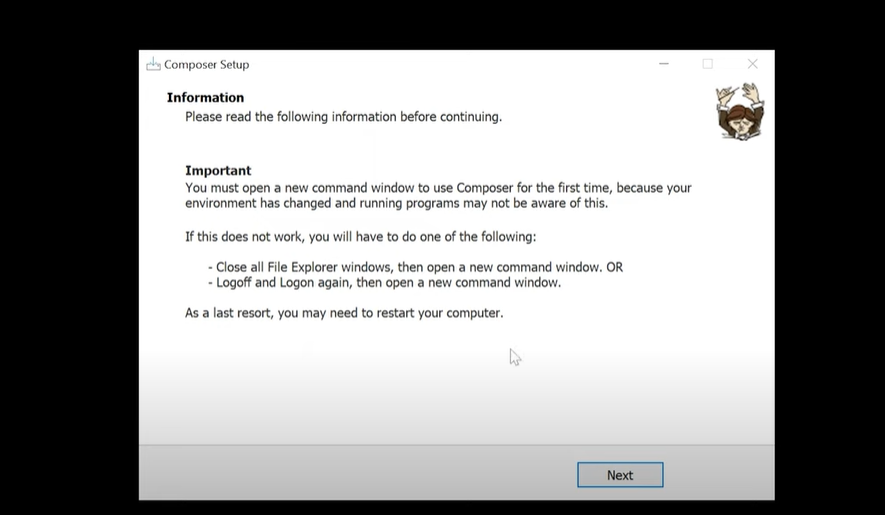 Composer Setup
Information
Please read the following information before continuing.
Important
You must open a new command window to use Composer for the first time, because your
environment has changed and running programs may not be aware of this.
If this does not work, you will have to do one of the following:
- Close all File Explorer windows, then open a new command window. OR
- Logoff and Logon again, then open a new command window.
As a last resort, you may need to restart your computer.
Next